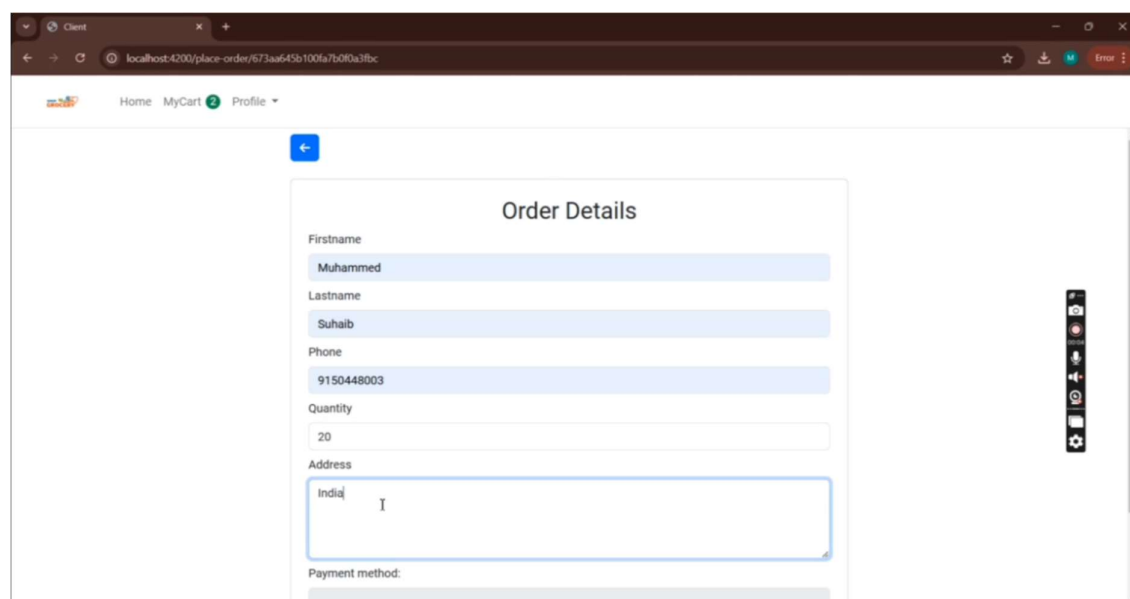 Client
localhost:4200/place-order/673aa645b100fa7b0f0a3fbc
M
Error
GROCERY
Home MyCart 2 Profile
Order Details
Firstname
Muhammed
Lastname
Suhaib
Phone
9150448003
Quantity
20
Address
India
Payment method: